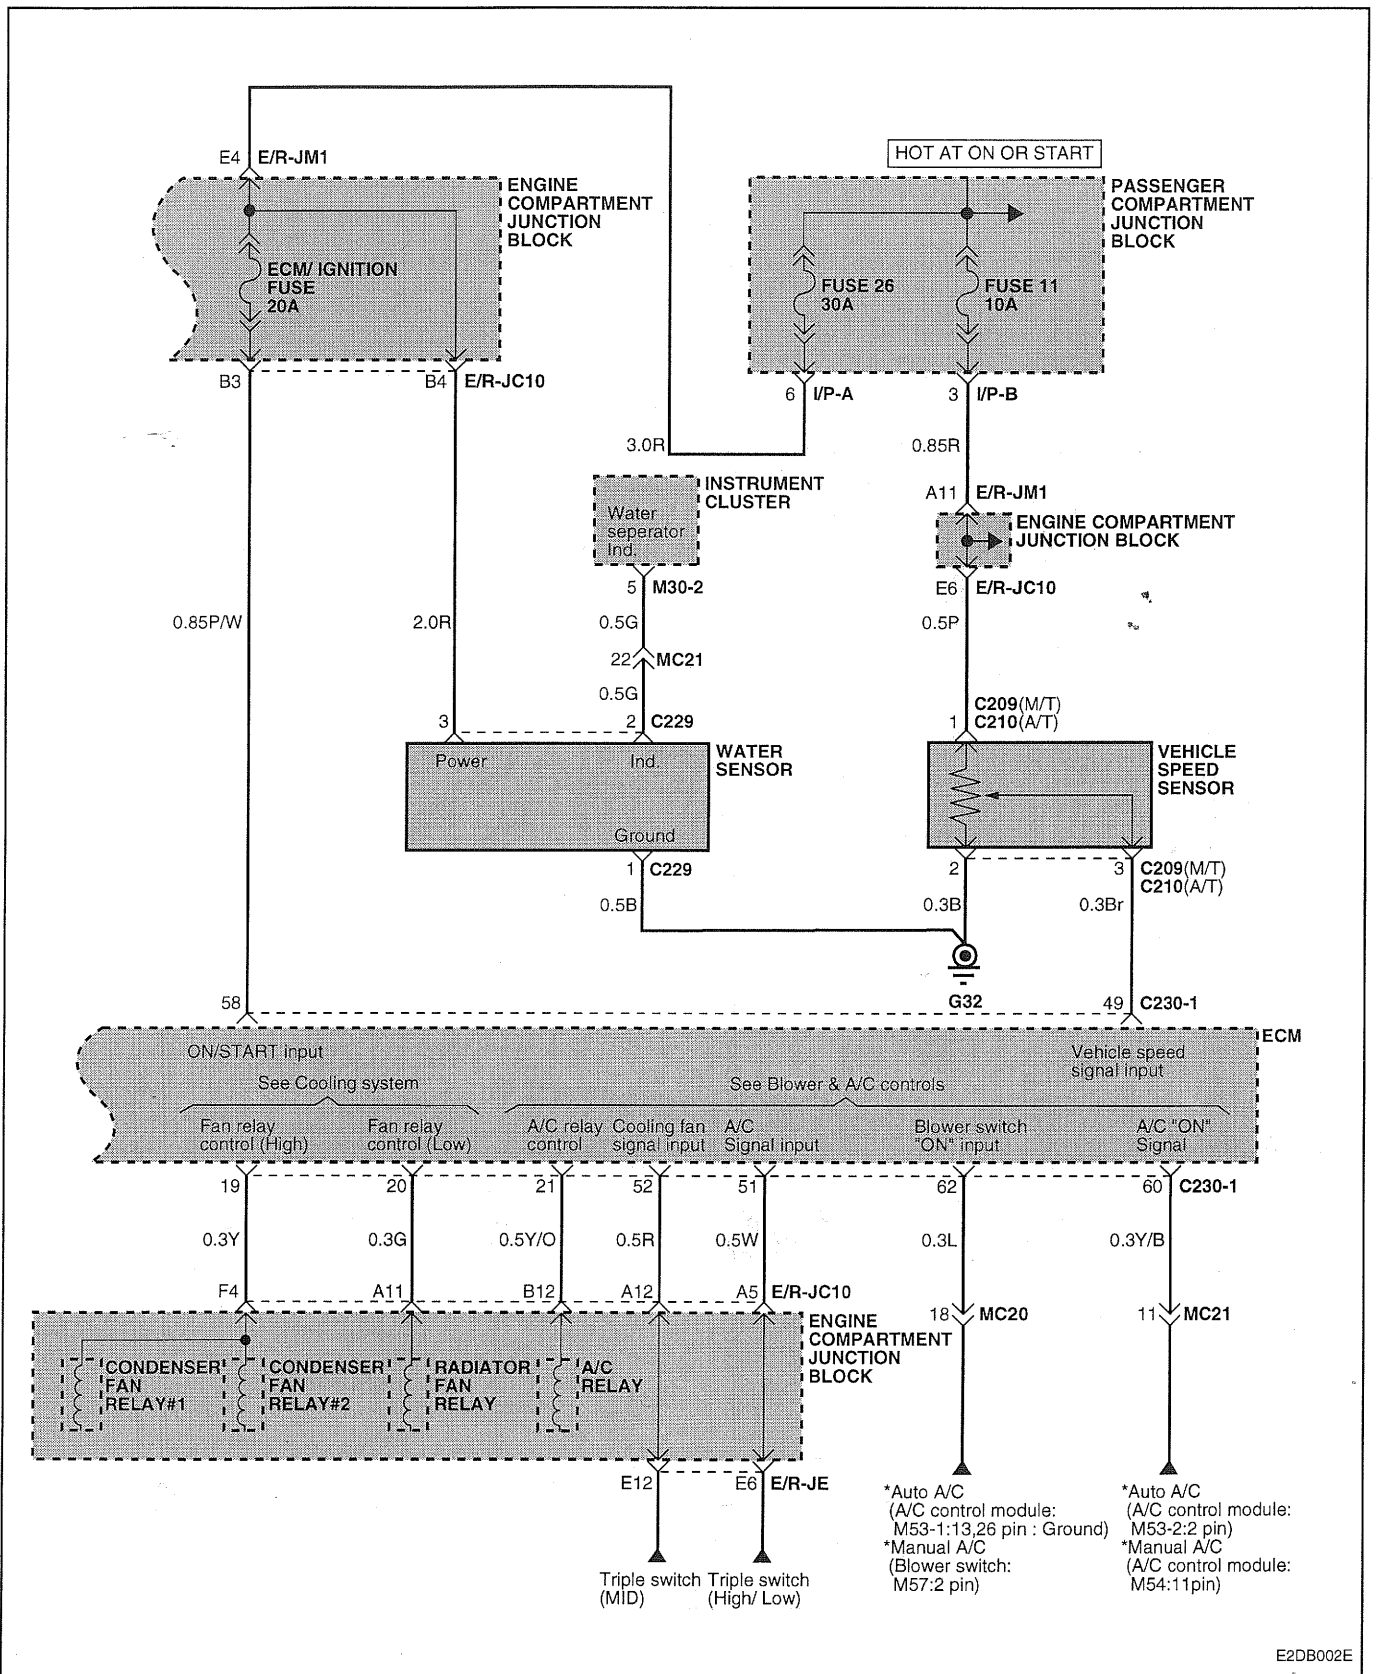 E4 E/R-JM1
HOT AT ON OR START
ENGINE
COMPARTMENT
JUNCTION
BLOCK
PASSENGER
COMPARTMENT
JUNCTION
BLOCK
ECM/ IGNITION
FUSE
20A
FUSE 26
30A
FUSE 11
10A
B3 B4 E/R-JC10
6 I/P-A
3 I/P-B
3.0R
0.85R
INSTRUMENT
CLUSTER
Water
seperator
Ind.
A11 E/R-JM1
ENGINE COMPARTMENT
JUNCTION BLOCK
5 M30-2
E6 E/R-JC10
0.85P/W
2.0R
0.5G
0.5P
22 MC21
0.5G
3
2 C229
C209(M/T)
1 C210(A/T)
Power
Ind.
WATER
SENSOR
Ground
VEHICLE
SPEED
SENSOR
1 C229
2
3 C209(M/T)
C210(A/T)
0.5B
0.3B
0.3Br
G32
58
49 C230-1
ECM
ON/START input
Vehicle speed
signal input
See Cooling system
See Blower & A/C controls
Fan relay
control (High)
Fan relay
control (Low)
A/C relay
control
Cooling fan
signal input
A/C
Signal input
Blower switch
"ON" input
A/C "ON"
Signal
19 20 21 52 51 62 60 C230-1
0.3Y 0.3G 0.5Y/O 0.5R 0.5W 0.3L 0.3Y/B
F4 A11 B12 A12 A5 E/R-JC10
18 MC20
11 MC21
ENGINE
COMPARTMENT
JUNCTION
BLOCK
CONDENSER
FAN
RELAY#1
CONDENSER
FAN
RELAY#2
RADIATOR
FAN
RELAY
A/C
RELAY
E12 E6 E/R-JE
Triple switch
(MID)
Triple switch
(High/ Low)
*Auto A/C
(A/C control module:
M53-1:13,26 pin : Ground)
*Manual A/C
(Blower switch:
M57:2 pin)
*Auto A/C
(A/C control module:
M53-2:2 pin)
*Manual A/C
(A/C control module:
M54:11pin)
E2DB002E